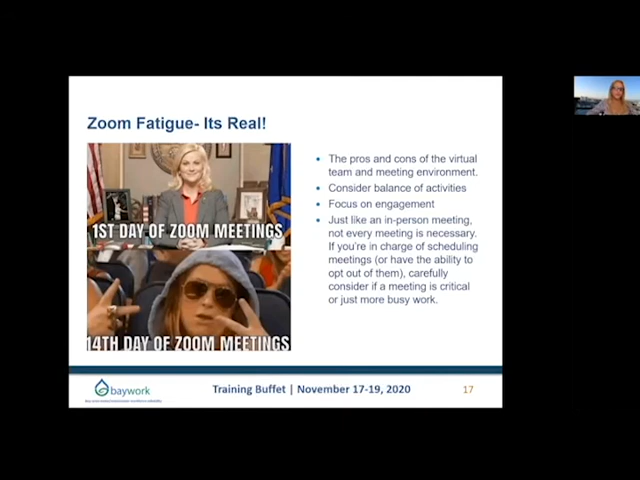 Zoom Fatigue- Its Real!
1ST DAY OF ZOOM MEETINGS
14TH DAY OF ZOOM MEETINGS
• The pros and cons of the virtual
team and meeting environment.
• Consider balance of activities
• Focus on engagement
• Just like an in-person meeting,
not every meeting is necessary.
If you're in charge of scheduling
meetings (or have the ability to
opt out of them), carefully
consider if a meeting is critical
or just more busy work.
baywork
Training Buffet | November 17-19, 2020
17